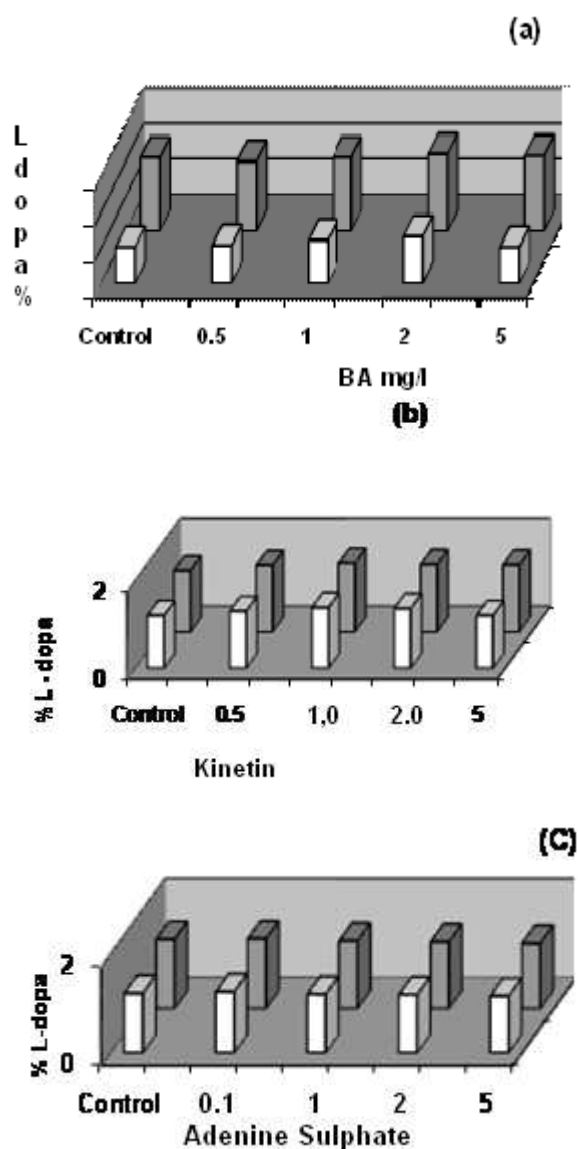 (a)
L dopa %
Control 0.5 1 2 5
BA mg/l
(b)
% L - dopa
2
0
Control 0.5 1,0 2.0 5
Kinetin
(C)
% L-dopa
2
0
Control 0.1 1 2 5
Adenine Sulphate